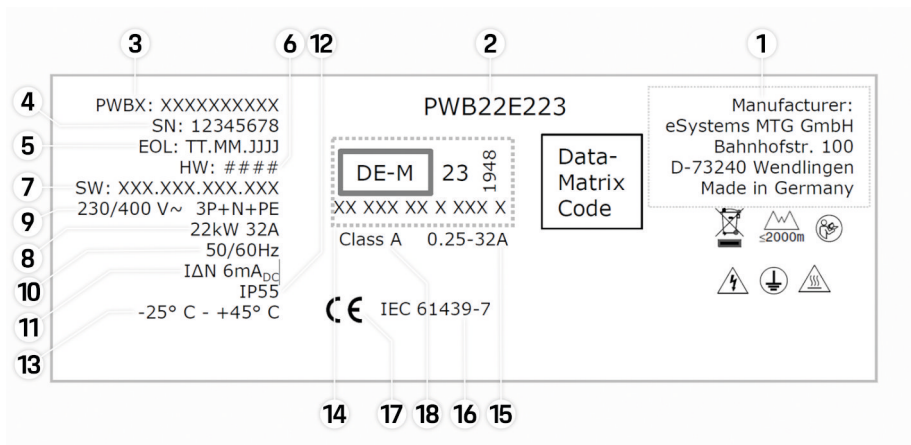 3
6
12
2
1
4
5
7
9
8
10
11
13
PWBX: XXXXXXXXXX
SN: 12345678
EOL: TT.MM.JJJJ
HW: ####
SW: XXX.XXX.XXX.XXX
230/400 V~ 3P+N+PE
22kW 32A
50/60Hz
IΔN 6mADC
IP55
-25° C - +45° C
PWB22E223
DE-M 23 1948
XX XXX XX X XXX X
Class A 0.25-32A
CE IEC 61439-7
Data-
Matrix
Code
Manufacturer:
eSystems MTG GmbH
Bahnhofstr. 100
D-73240 Wendlingen
Made in Germany
≤2000m
14
17
18
16
15